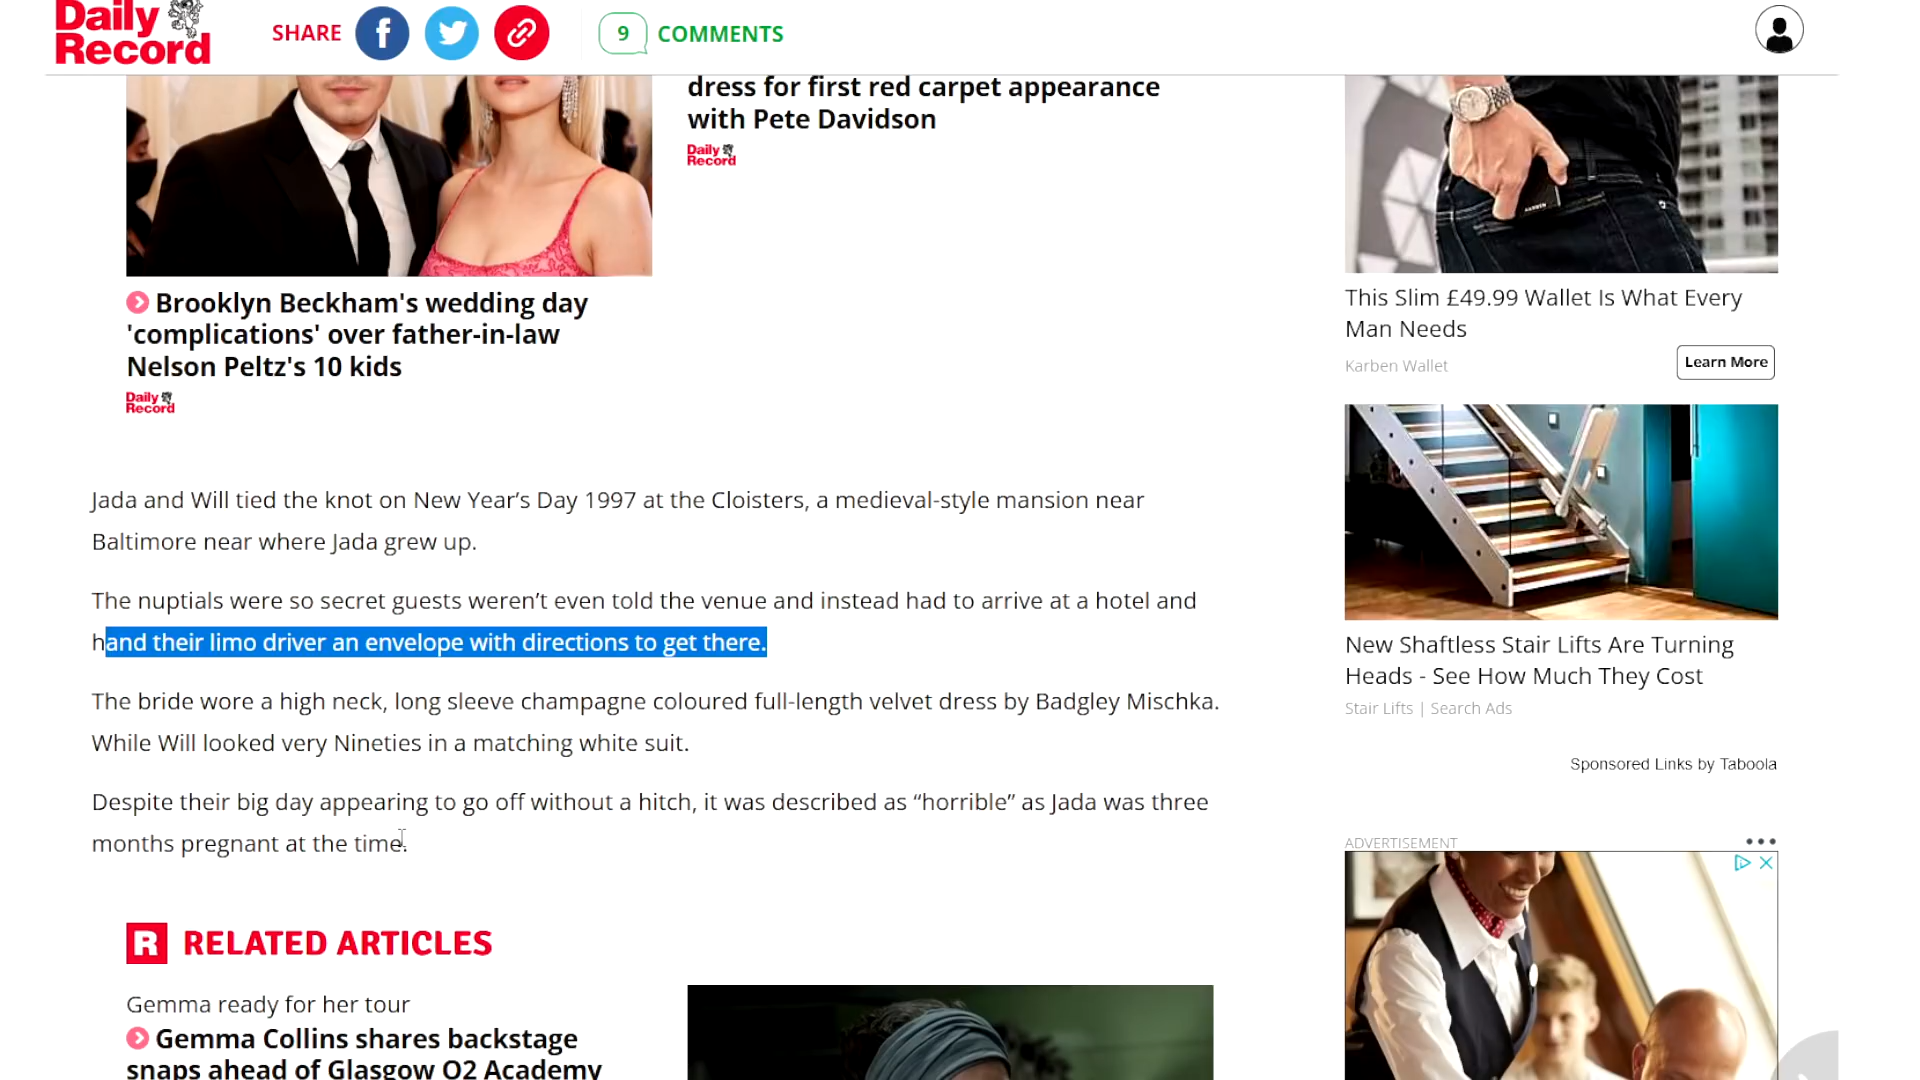 Daily
Record
SHARE
9
COMMENTS
dress for first red carpet appearance
with Pete Davidson
Daily
Record
Brooklyn Beckham's wedding day
'complications' over father-in-law
Nelson Peltz's 10 kids
Daily
Record
Jada and Will tied the knot on New Year’s Day 1997 at the Cloisters, a medieval-style mansion near
Baltimore near where Jada grew up.
The nuptials were so secret guests weren’t even told the venue and instead had to arrive at a hotel and
hand their limo driver an envelope with directions to get there.
The bride wore a high neck, long sleeve champagne coloured full-length velvet dress by Badgley Mischka.
While Will looked very Nineties in a matching white suit.
Despite their big day appearing to go off without a hitch, it was described as “horrible” as Jada was three
months pregnant at the time.
R RELATED ARTICLES
Gemma ready for her tour
Gemma Collins shares backstage
snaps ahead of Glasgow O2 Academy
This Slim £49.99 Wallet Is What Every
Man Needs
Karben Wallet
Learn More
New Shaftless Stair Lifts Are Turning
Heads - See How Much They Cost
Stair Lifts | Search Ads
Sponsored Links by Taboola
ADVERTISEMENT